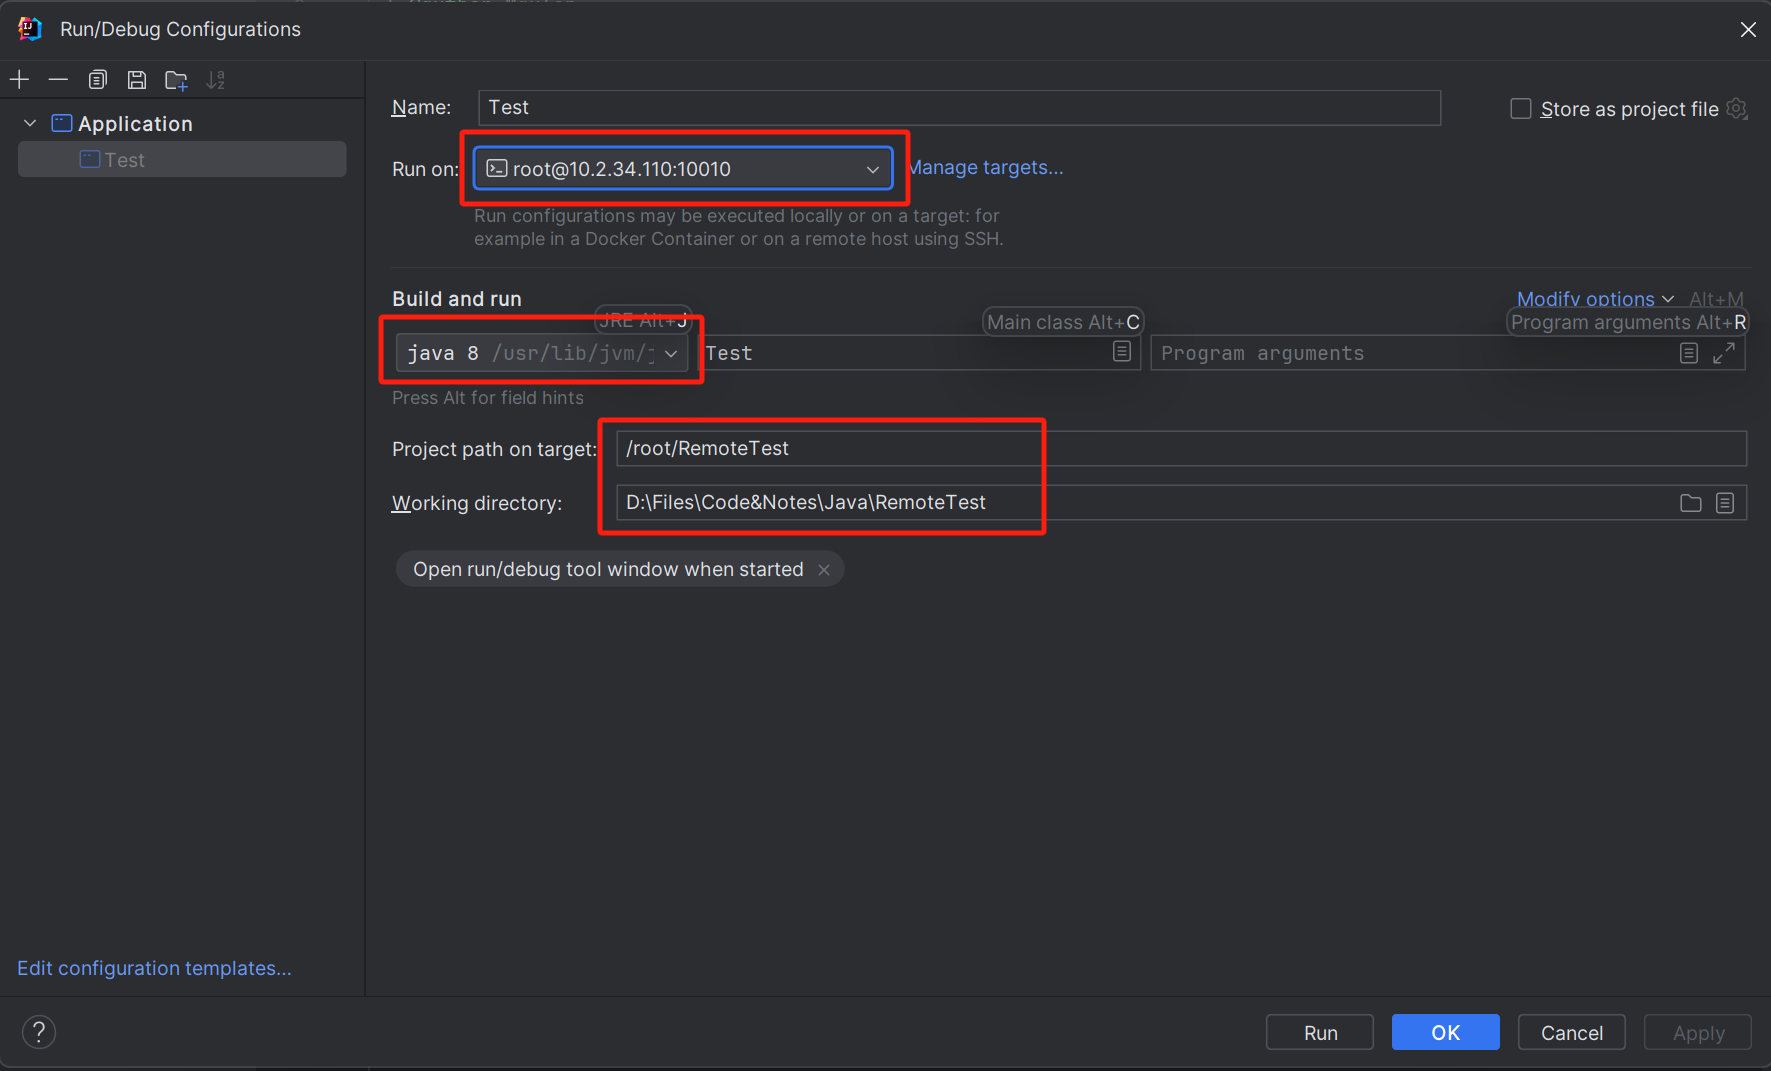 Run/Debug Configurations
Application
Test
Name:
Test
Store as project file
Run on:
root@10.2.34.110:10010
Manage targets...
Run configurations may be executed locally or on a target: for
example in a Docker Container or on a remote host using SSH.
Build and run
Modify options
Alt+M
JRE Alt+J
Main class Alt+C
Program arguments Alt+R
java 8 /usr/lib/jvm/
Test
Program arguments
Press Alt for field hints
Project path on target:
/root/RemoteTest
Working directory:
D:\Files\Code&Notes\Java\RemoteTest
Open run/debug tool window when started
Edit configuration templates...
?
Run
OK
Cancel
Apply